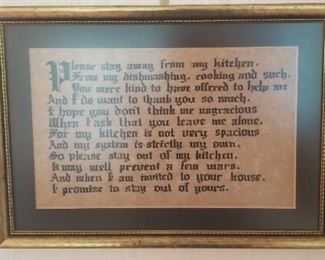 Please stay away from my kitchen.
From my dishwashing, cooking and such.
You were kind to have offered to help me
And I do want to thank you so much.
I hope you don't think me ungracious
When I ask that you leave me alone.
For my kitchen is not very spacious
And my system is strictly my own.
So please stay out of my kitchen.
It may well prevent a few wars.
And when I am invited to your house.
I promise to stay out of yours.